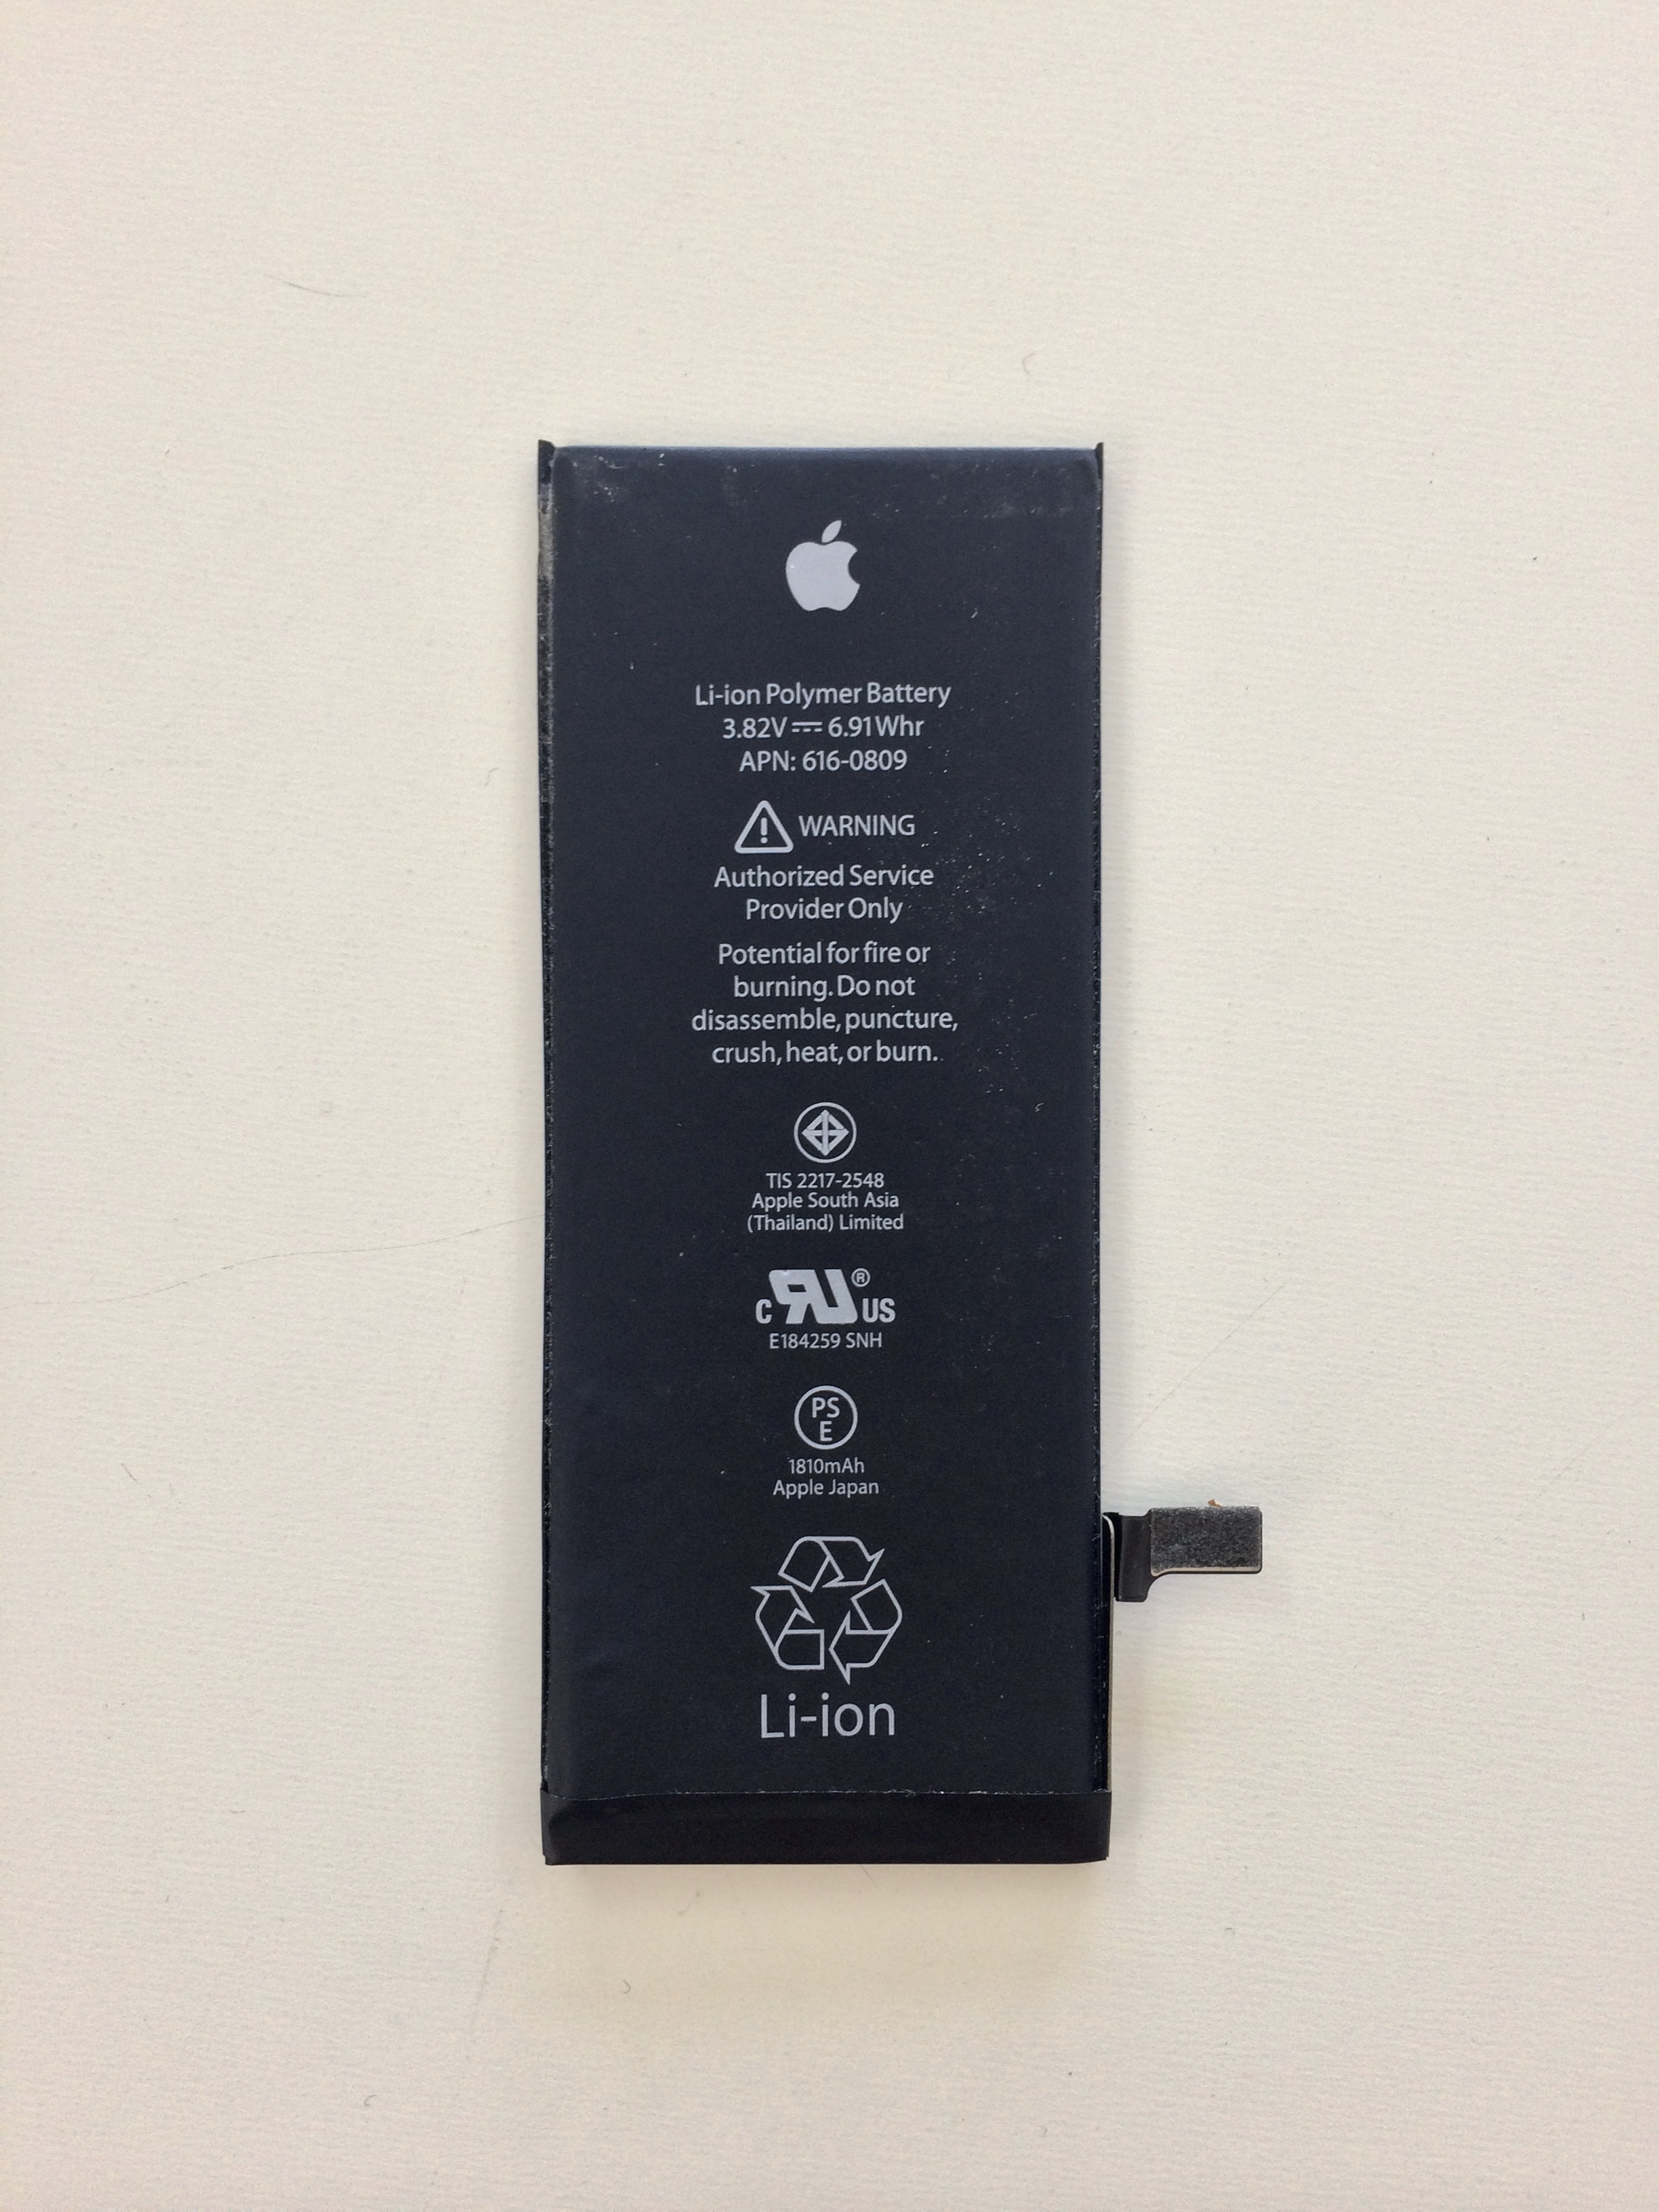 Li-ion Polymer Battery
3.82V ⎓ 6.91Whr
APN: 616-0809
WARNING
Authorized Service
Provider Only
Potential for fire or
burning. Do not
disassemble, puncture,
crush, heat, or burn.
TIS 2217-2548
Apple South Asia
(Thailand) Limited
c RU® US
E184259 SNH
PS
E
1810mAh
Apple Japan
Li-ion